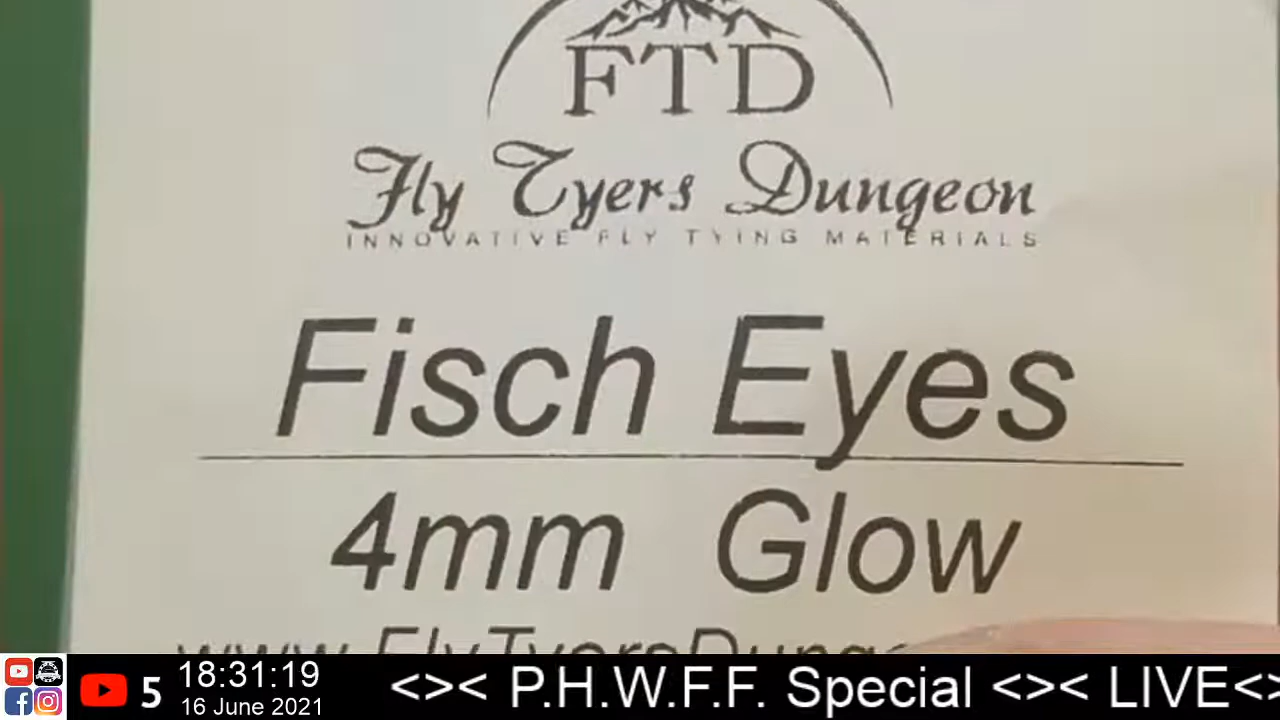 FTD
Fly Tyers Dungeon
INNOVATIVE FLY TYING MATERIALS
Fisch Eyes
4mm Glow
5
18:31:19
16 June 2021
<>< P.H.W.F.F. Special <>< LIVE<>